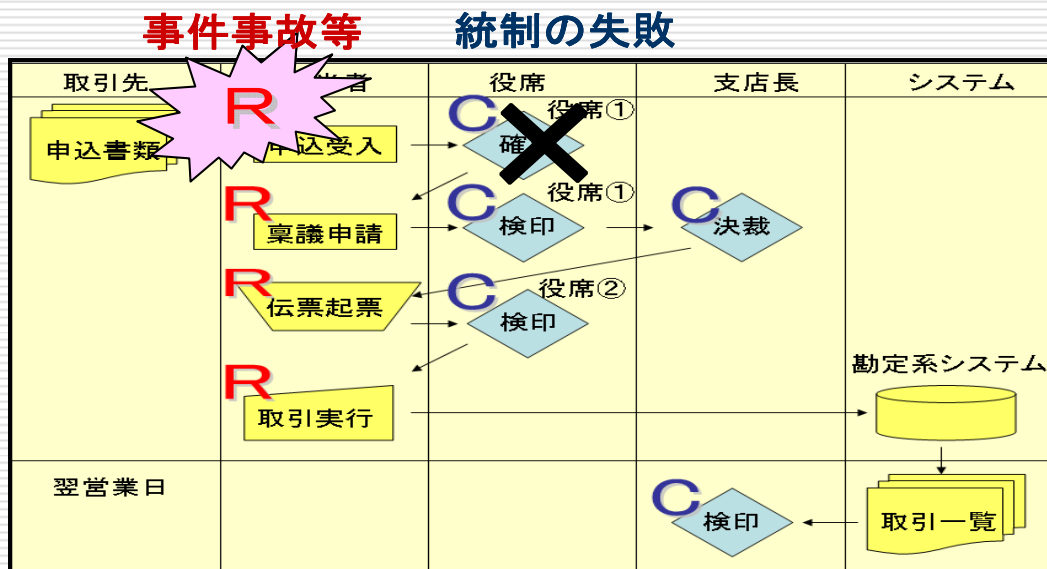 事件事故等 統制の失敗
取引先 当者 役席 支店長 システム
R
C 役席①
申込書類 申込受入 確
R C 役席① C
稟議申請 検印 決裁
R C 役席②
伝票起票 検印
勘定系システム
R
取引実行
翌営業日
C
検印 取引一覧